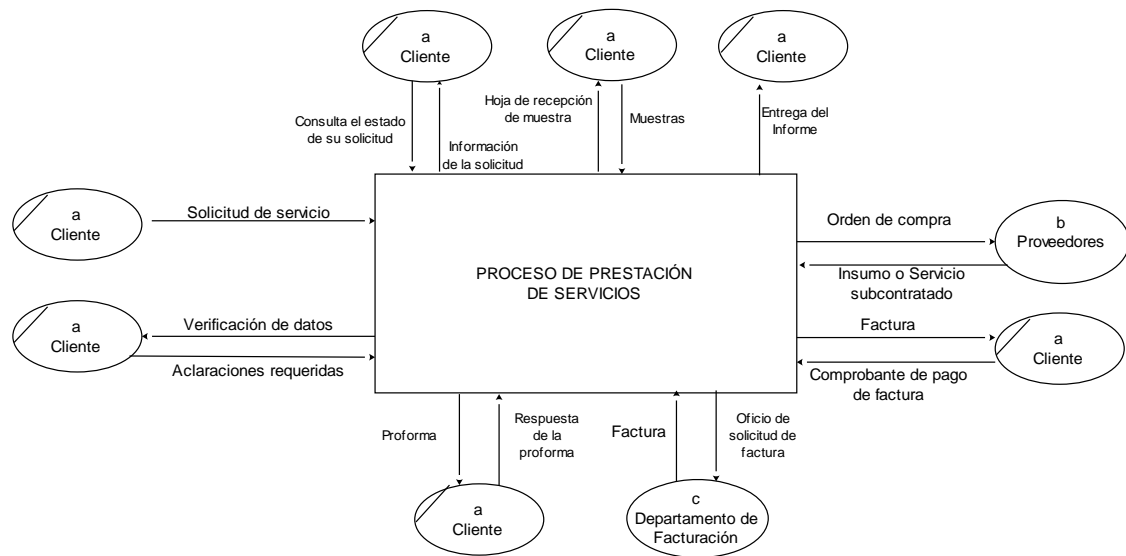 a
Cliente
a
Cliente
a
Cliente
Consulta el estado
de su solicitud
Información
de la solicitud
Hoja de recepción
de muestra
Muestras
Entrega del
Informe
a
Cliente
Solicitud de servicio
Orden de compra
b
Proveedores
Insumo o Servicio
subcontratado
PROCESO DE PRESTACIÓN
DE SERVICIOS
a
Cliente
Verificación de datos
Aclaraciones requeridas
Factura
a
Cliente
Comprobante de pago
de factura
Proforma
Respuesta
de la
proforma
Factura
Oficio de
solicitud de
factura
a
Cliente
c
Departamento de
Facturación